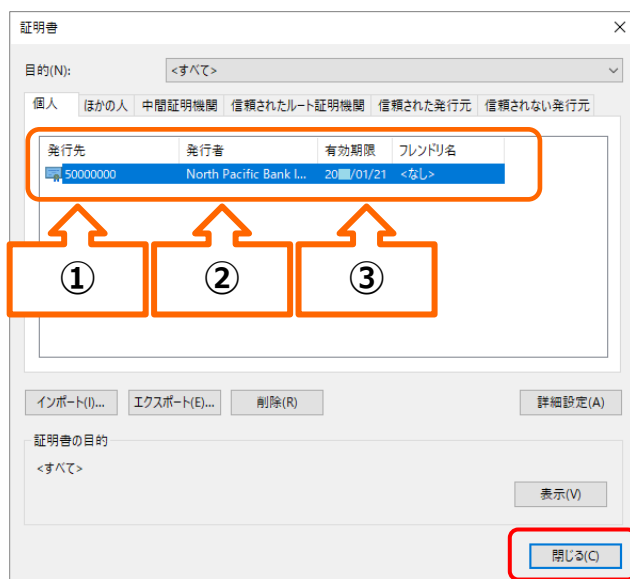 証明書
目的(N): <すべて>
個人 ほかの人 中間証明機関 信頼されたルート証明機関 信頼された発行元 信頼されない発行元
発行先 発行者 有効期限 フレンドリ名
50000000 North Pacific Bank I... 20 /01/21 <なし>
① ② ③
インポート(I)... エクスポート(E)... 削除(R) 詳細設定(A)
証明書の目的
<すべて>
表示(V)
閉じる(C)